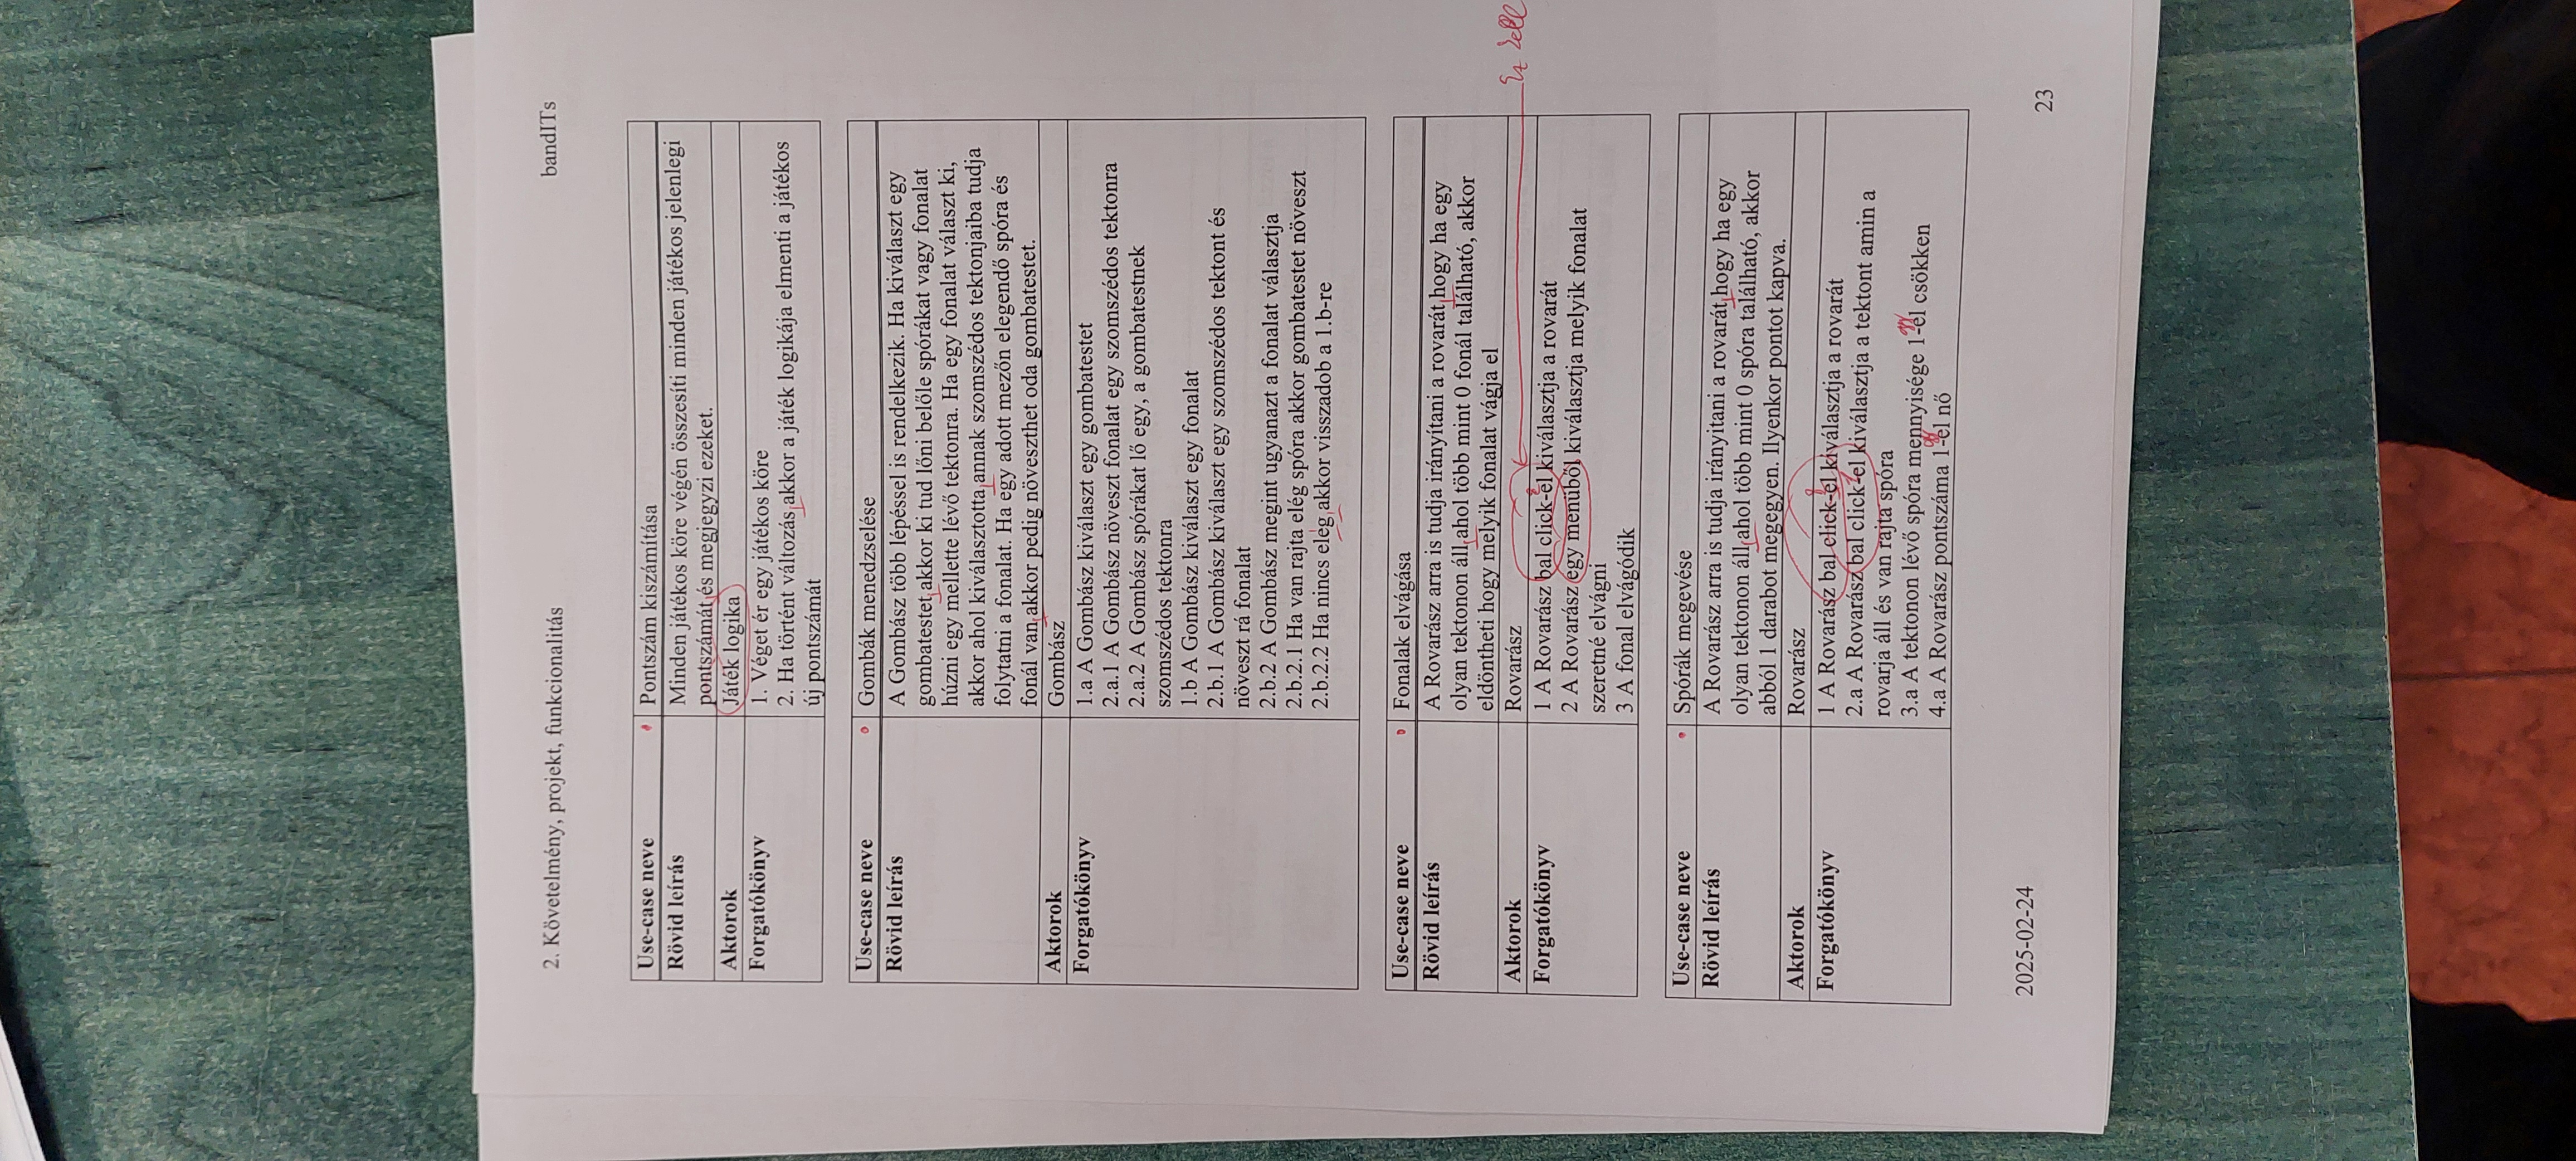 2. Követelmény, projekt, funkcionalitás bandITs
Use-case neve Pontszám kiszámítása
Rövid leírás Minden játékos köre végén összesíti minden játékos jelenlegi
pontszámát és megjegyzi ezeket.
Aktorok Játék logika
Forgatókönyv 1. Véget ér egy játékos köre
2. Ha történt változás akkor a játék logikája elmenti a játékos
új pontszámát
Use-case neve Gombák menedzselése
Rövid leírás A Gombász több lépéssel is rendelkezik. Ha kiválaszt egy
gombatestet akkor ki tud lőni belőle spórákat vagy fonalat
húzni egy mellette lévő tektonra. Ha egy fonalat választ ki,
akkor ahol kiválasztotta annak szomszédos tektonjaiba tudja
folytatni a fonalat. Ha egy adott mezőn elegendő spóra és
fonál van akkor pedig növeszthet oda gombatestet.
Aktorok Gombász
Forgatókönyv 1.a A Gombász kiválaszt egy gombatestet
2.a.1 A Gombász növeszt fonalat egy szomszédos tektonra
2.a.2 A Gombász spórákat lő egy, a gombatestnek
szomszédos tektonra
1.b A Gombász kiválaszt egy fonalat
2.b.1 A Gombász kiválaszt egy szomszédos tektont és
növeszt rá fonalat
2.b.2 A Gombász megint ugyanazt a fonalat választja
2.b.2.1 Ha van rajta elég spóra akkor gombatestet növeszt
2.b.2.2 Ha nincs elég akkor visszadob a 1.b-re
Use-case neve Fonalak elvágása
Rövid leírás A Rovarász arra is tudja irányítani a rovarát hogy ha egy
olyan tektonon áll ahol több mint 0 fonál található, akkor
eldöntheti hogy melyik fonalat vágja el
Aktorok Rovarász
Forgatókönyv 1 A Rovarász bal click-el kiválasztja a rovarát
2 A Rovarász egy menüből kiválasztja melyik fonalat
szeretné elvágni
3 A fonal elvágódik
Use-case neve Spórák megevése
Rövid leírás A Rovarász arra is tudja irányitani a rovarát hogy ha egy
olyan tektonon áll ahol több mint 0 spóra található, akkor
abból 1 darabot megegyen. Ilyenkor pontot kapva.
Aktorok Rovarász
Forgatókönyv 1 A Rovarász bal click-el kiválasztja a rovarát
2.a A Rovarász bal click-el kiválasztja a tektont amin a
rovarja áll és van rajta spóra
3.a A tektonon lévő spóra mennyisége 1-el csökken
4.a A Rovarász pontszáma 1-el nő
2025-02-24
23